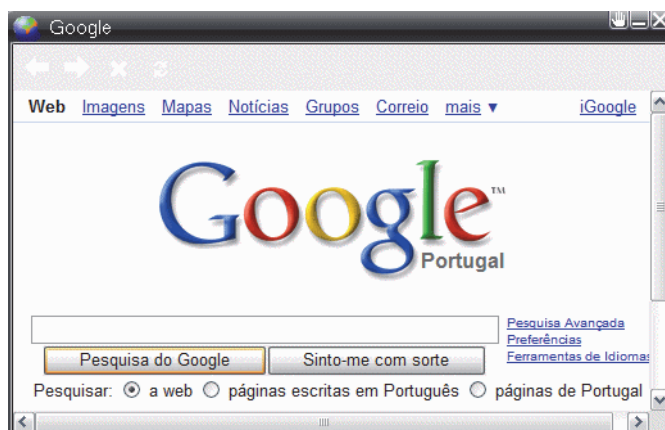 Google
Web Imagens Mapas Notícias Grupos Correio mais ▼ iGoogle
Google™
Portugal
Pesquisa Avançada
Preferências
Ferramentas de Idiomas
Pesquisa do Google Sinto-me com sorte
Pesquisar: a web páginas escritas em Português páginas de Portugal